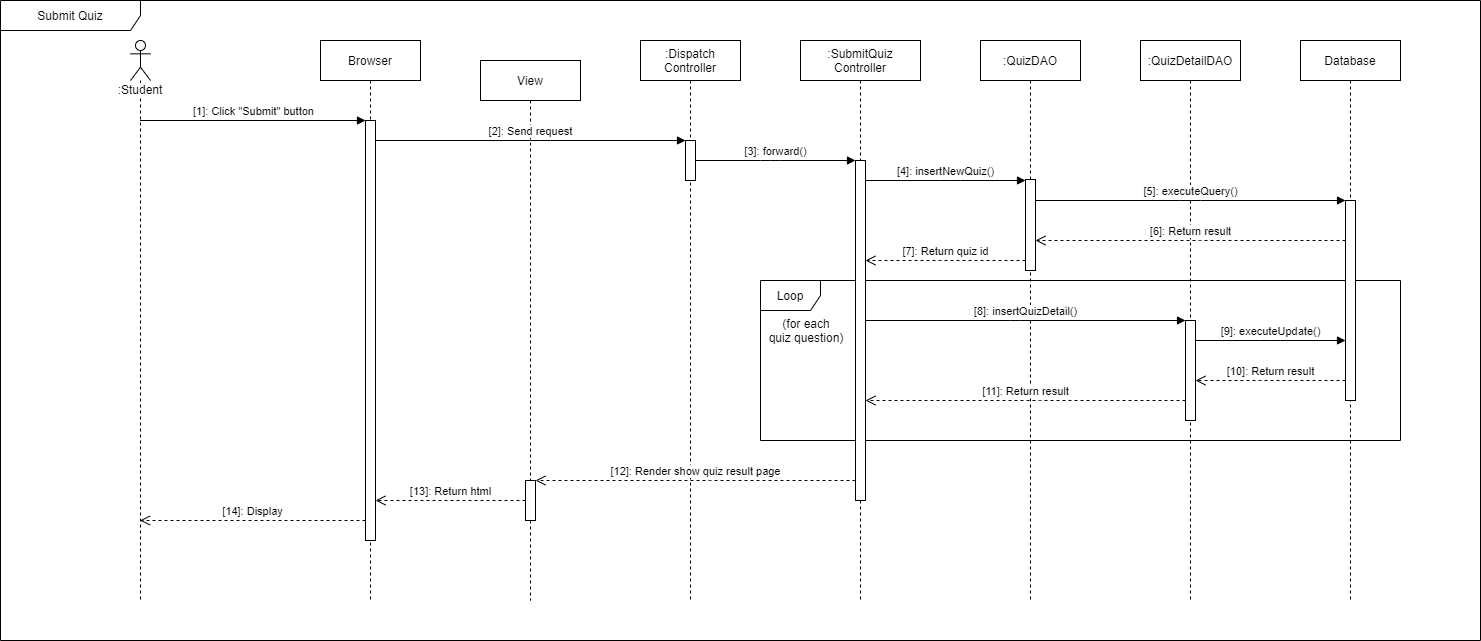 Submit Quiz
:Student
Browser
View
:Dispatch
Controller
:SubmitQuiz
Controller
:QuizDAO
:QuizDetailDAO
Database
[1]: Click "Submit" button
[2]: Send request
[3]: forward()
[4]: insertNewQuiz()
[5]: executeQuery()
[6]: Return result
[7]: Return quiz id
Loop
(for each
quiz question)
[8]: insertQuizDetail()
[9]: executeUpdate()
[10]: Return result
[11]: Return result
[12]: Render show quiz result page
[13]: Return html
[14]: Display